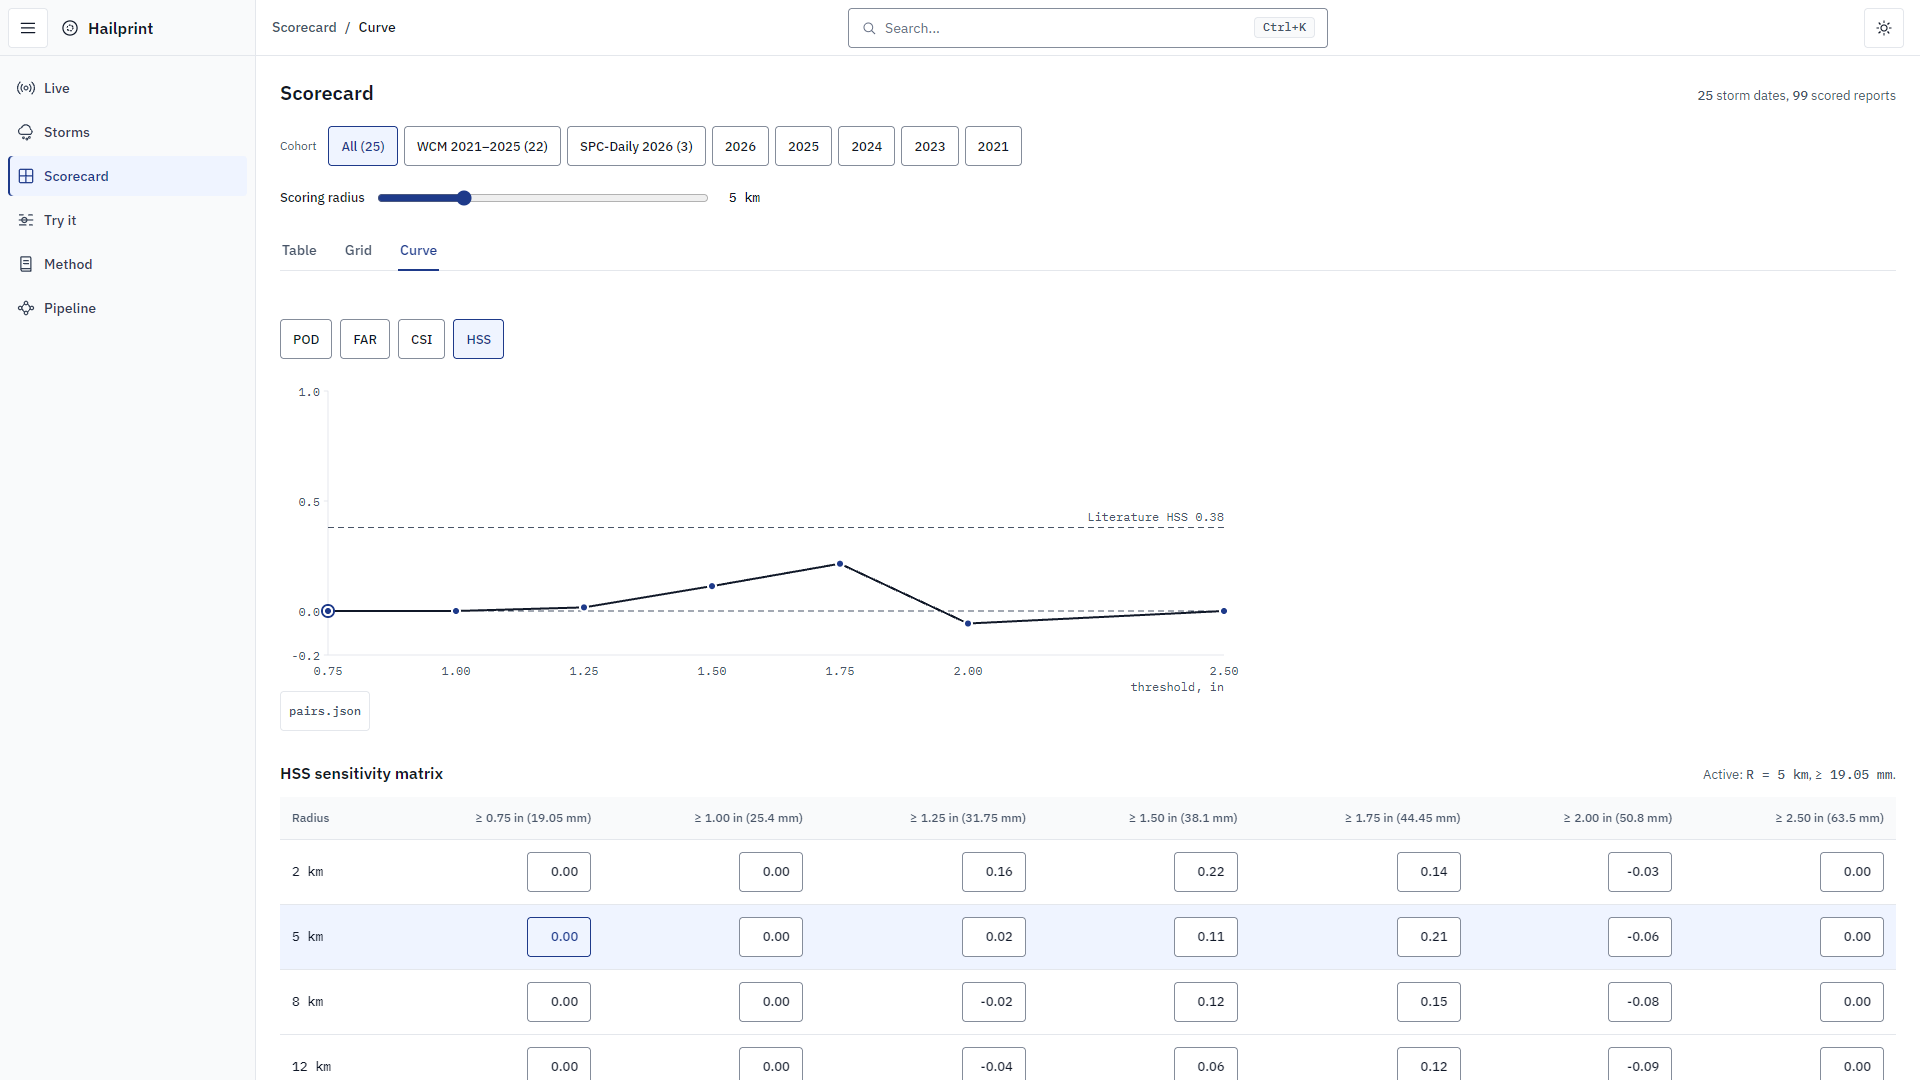 Hailprint
Scorecard / Curve
Search...
Ctrl+K
Live
Storms
Scorecard
Try it
Method
Pipeline
Scorecard
25 storm dates, 99 scored reports
Cohort
All (25)
WCM 2021–2025 (22)
SPC-Daily 2026 (3)
2026
2025
2024
2023
2021
Scoring radius
5 km
Table
Grid
Curve
POD
FAR
CSI
HSS
1.0
0.5
Literature HSS 0.38
0.0
-0.2
0.75 1.00 1.25 1.50 1.75 2.00 2.50
threshold, in
pairs.json
HSS sensitivity matrix
Active: R = 5 km, ≥ 19.05 mm.
Radius ≥ 0.75 in (19.05 mm) ≥ 1.00 in (25.4 mm) ≥ 1.25 in (31.75 mm) ≥ 1.50 in (38.1 mm) ≥ 1.75 in (44.45 mm) ≥ 2.00 in (50.8 mm) ≥ 2.50 in (63.5 mm)
2 km 0.00 0.00 0.16 0.22 0.14 -0.03 0.00
5 km 0.00 0.00 0.02 0.11 0.21 -0.06 0.00
8 km 0.00 0.00 -0.02 0.12 0.15 -0.08 0.00
12 km 0.00 0.00 -0.04 0.06 0.12 -0.09 0.00